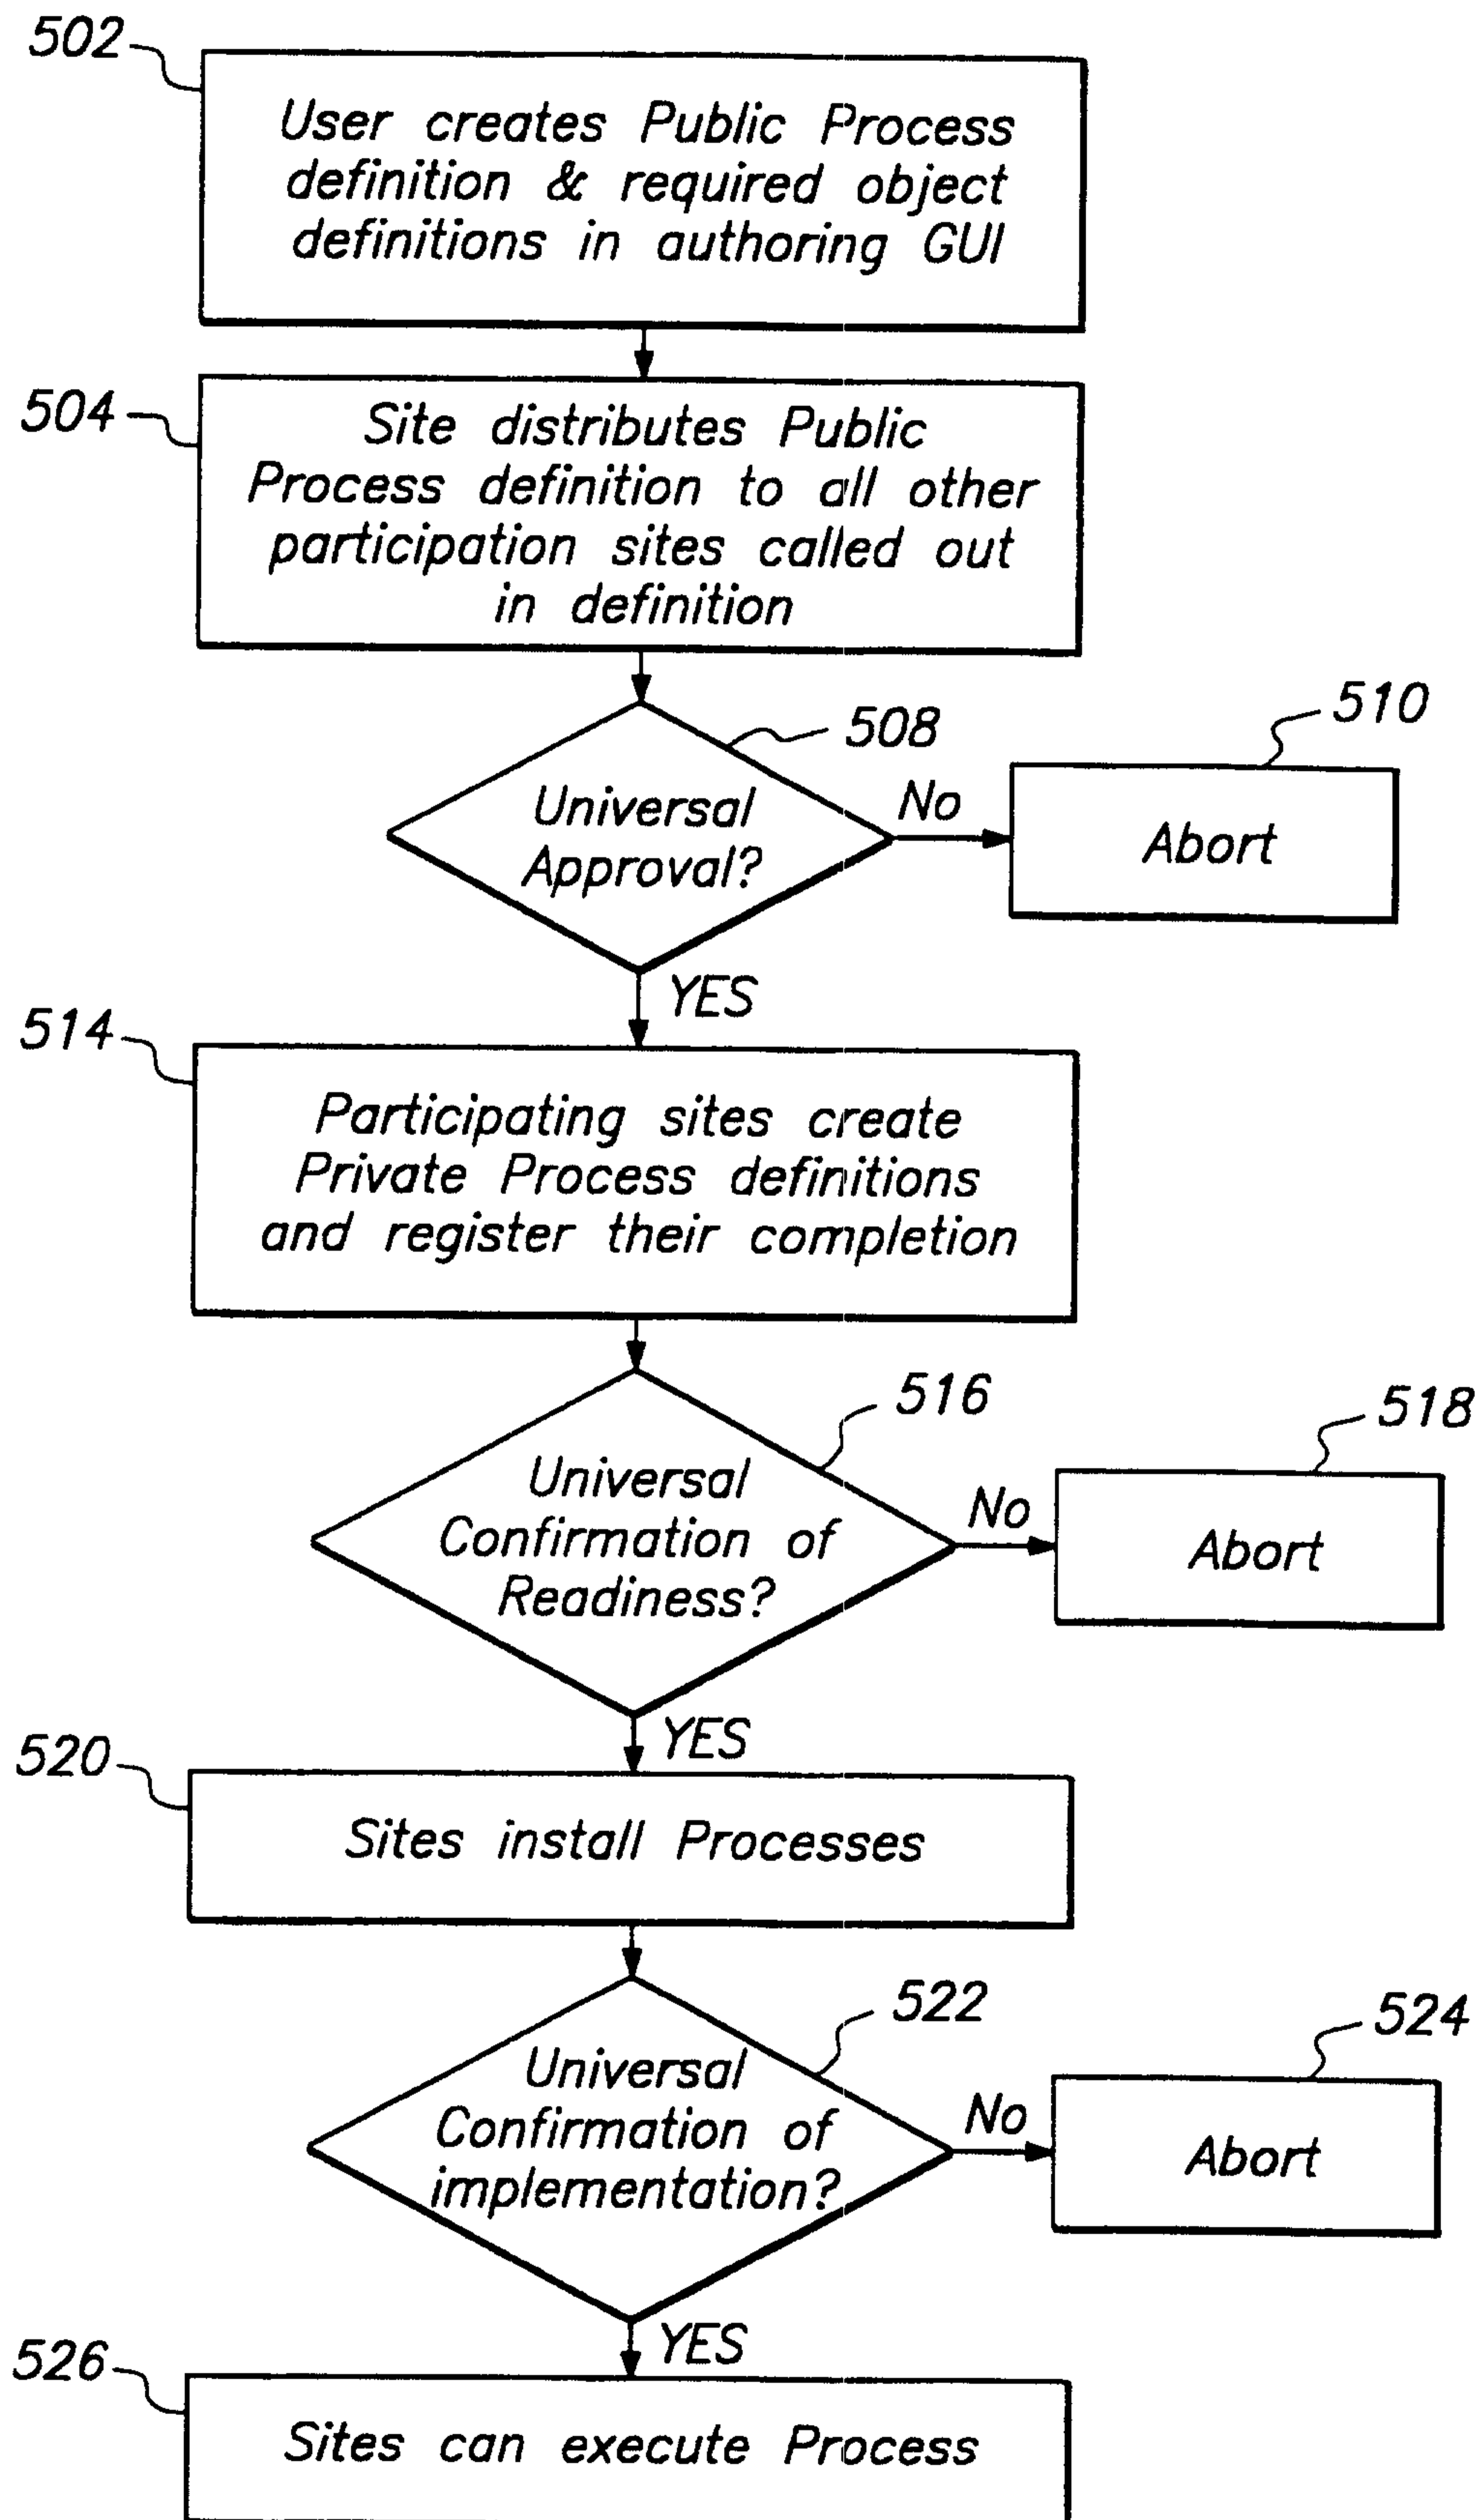 502
User creates Public Process
definition & required object
definitions in authoring GUI
504
Site distributes Public
Process definition to all other
participation sites called out
in definition
508
Universal
Approval?
No
510
Abort
YES
514
Participating sites create
Private Process definitions
and register their completion
516
Universal
Confirmation of
Readiness?
No
518
Abort
YES
520
Sites install Processes
522
Universal
Confirmation of
implementation?
No
524
Abort
YES
526
Sites can execute Process